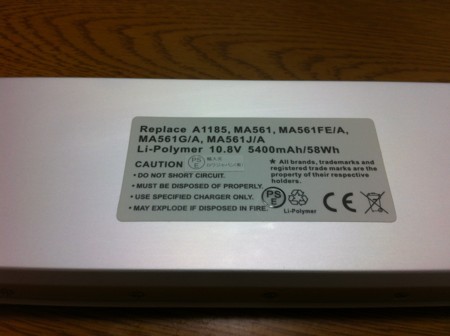 Replace A1185, MA561, MA561FE/A,
MA561G/A, MA561J/A
Li-Polymer 10.8V 5400mAh/58Wh
CAUTION PSE
• DO NOT SHORT CIRCUIT.
• MUST BE DISPOSED OF PROPERLY.
• USE SPECIFIED CHARGER ONLY.
• MAY EXPLODE IF DISPOSED IN FIRE.
★ All brands, trademarks and
registered trade marks are the
property of their respective
holders.
PSE
Li-Polymer
CE